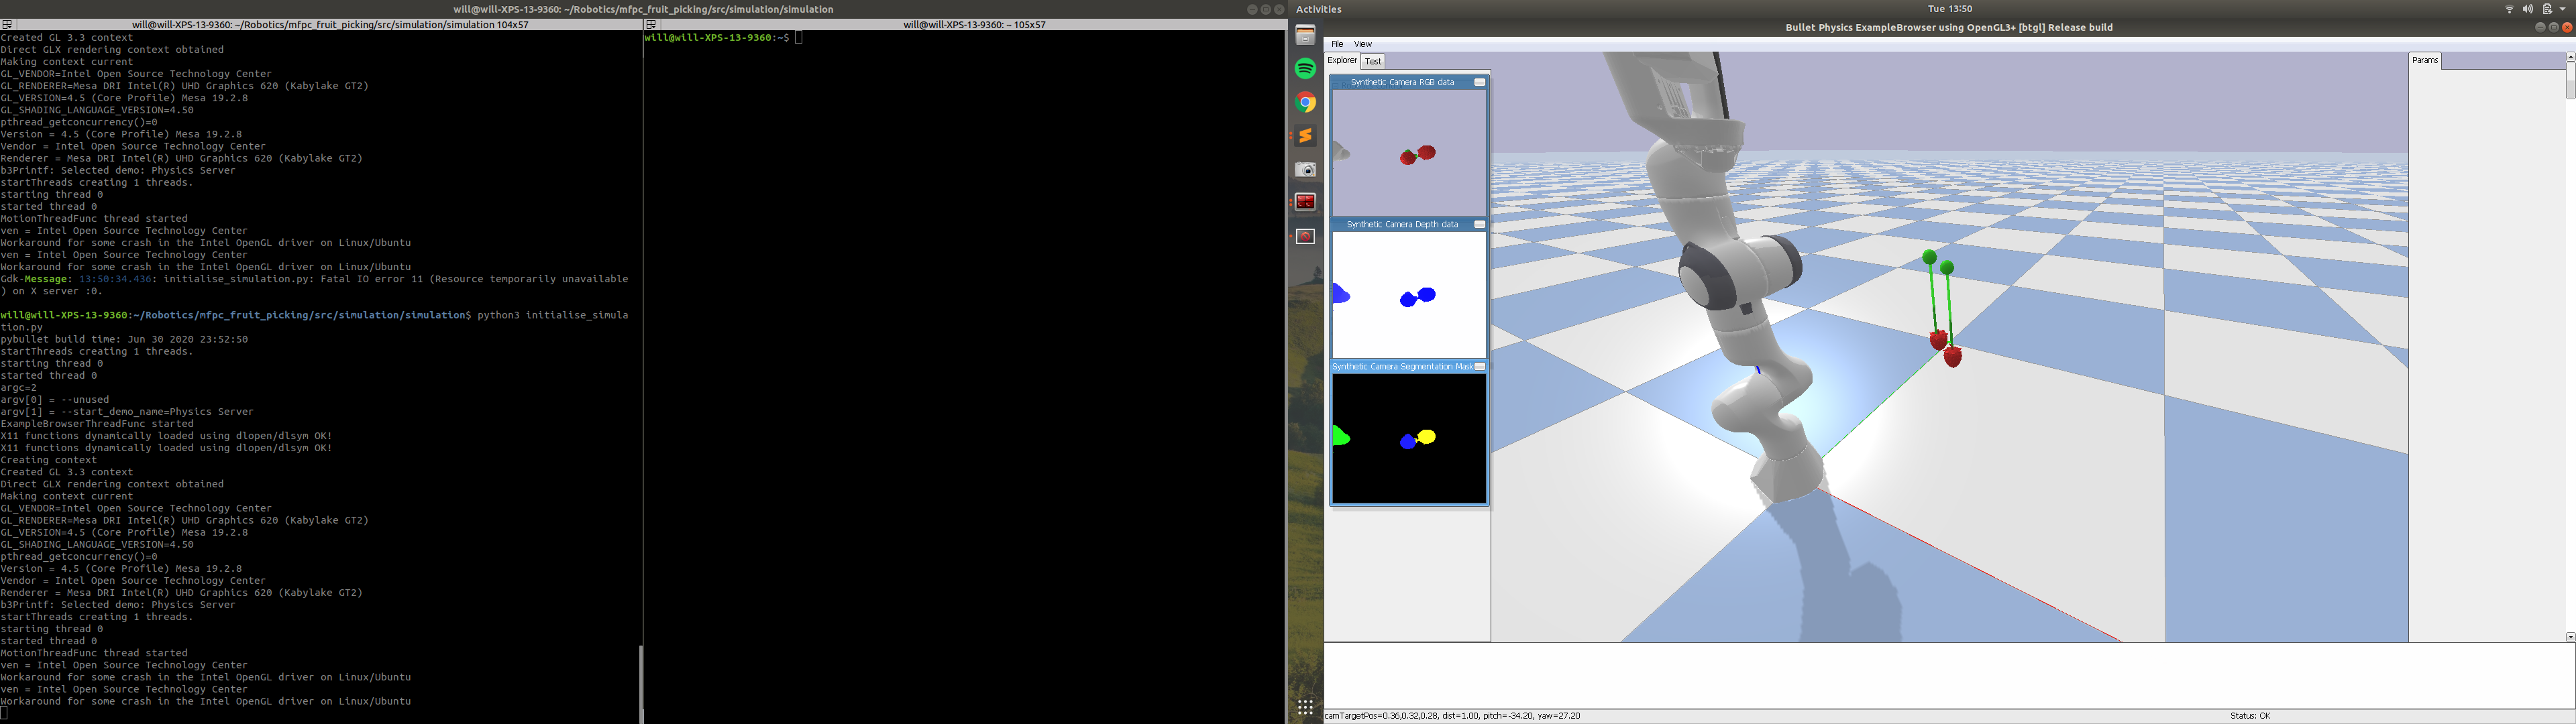 will@will-XPS-13-9360: ~/Robotics/mfpc_fruit_picking/src/simulation/simulation
will@will-XPS-13-9360: ~/Robotics/mfpc_fruit_picking/src/simulation/simulation 104x57
Created GL 3.3 context
Direct GLX rendering context obtained
Making context current
GL_VENDOR=Intel Open Source Technology Center
GL_RENDERER=Mesa DRI Intel(R) UHD Graphics 620 (Kabylake GT2)
GL_VERSION=4.5 (Core Profile) Mesa 19.2.8
GL_SHADING_LANGUAGE_VERSION=4.50
pthread_getconcurrency()=0
Version = 4.5 (Core Profile) Mesa 19.2.8
Vendor = Intel Open Source Technology Center
Renderer = Mesa DRI Intel(R) UHD Graphics 620 (Kabylake GT2)
b3Printf: Selected demo: Physics Server
startThreads creating 1 threads.
starting thread 0
started thread 0
MotionThreadFunc thread started
ven = Intel Open Source Technology Center
Workaround for some crash in the Intel OpenGL driver on Linux/Ubuntu
ven = Intel Open Source Technology Center
Workaround for some crash in the Intel OpenGL driver on Linux/Ubuntu
Gdk-Message: 13:50:34.436: initialise_simulation.py: Fatal IO error 11 (Resource temporarily unavailable
) on X server :0.
will@will-XPS-13-9360:~/Robotics/mfpc_fruit_picking/src/simulation/simulation$ python3 initialise_simula
tion.py
pybullet build time: Jun 30 2020 23:52:50
startThreads creating 1 threads.
starting thread 0
started thread 0
argc=2
argv[0] = --unused
argv[1] = --start_demo_name=Physics Server
ExampleBrowserThreadFunc started
X11 functions dynamically loaded using dlopen/dlsym OK!
X11 functions dynamically loaded using dlopen/dlsym OK!
Creating context
Created GL 3.3 context
Direct GLX rendering context obtained
Making context current
GL_VENDOR=Intel Open Source Technology Center
GL_RENDERER=Mesa DRI Intel(R) UHD Graphics 620 (Kabylake GT2)
GL_VERSION=4.5 (Core Profile) Mesa 19.2.8
GL_SHADING_LANGUAGE_VERSION=4.50
pthread_getconcurrency()=0
Version = 4.5 (Core Profile) Mesa 19.2.8
Vendor = Intel Open Source Technology Center
Renderer = Mesa DRI Intel(R) UHD Graphics 620 (Kabylake GT2)
b3Printf: Selected demo: Physics Server
startThreads creating 1 threads.
starting thread 0
started thread 0
MotionThreadFunc thread started
ven = Intel Open Source Technology Center
Workaround for some crash in the Intel OpenGL driver on Linux/Ubuntu
ven = Intel Open Source Technology Center
Workaround for some crash in the Intel OpenGL driver on Linux/Ubuntu
will@will-XPS-13-9360: ~ 105x57
will@will-XPS-13-9360:~$
Activities
Tue 13:50
Bullet Physics ExampleBrowser using OpenGL3+ [btgl] Release build
File View
Explorer Test
Params
Synthetic Camera RGB data
Synthetic Camera Depth data
Synthetic Camera Segmentation Mask
camTargetPos=0.36,0.32,0.28, dist=1.00, pitch=-34.20, yaw=27.20
Status: OK